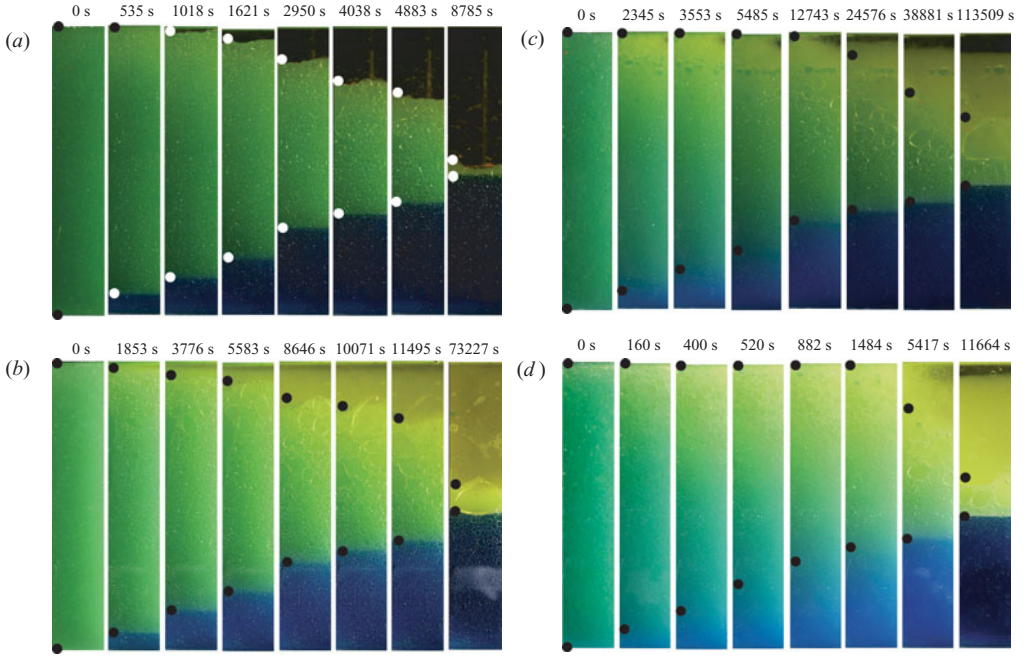 0 s 535 s 1018 s 1621 s 2950 s 4038 s 4883 s 8785 s
(a)
0 s 2345 s 3553 s 5485 s 12743 s 24576 s 38881 s 113509 s
(c)
0 s 1853 s 3776 s 5583 s 8646 s 10071 s 11495 s 73227 s
(b)
0 s 160 s 400 s 520 s 882 s 1484 s 5417 s 11664 s
(d)